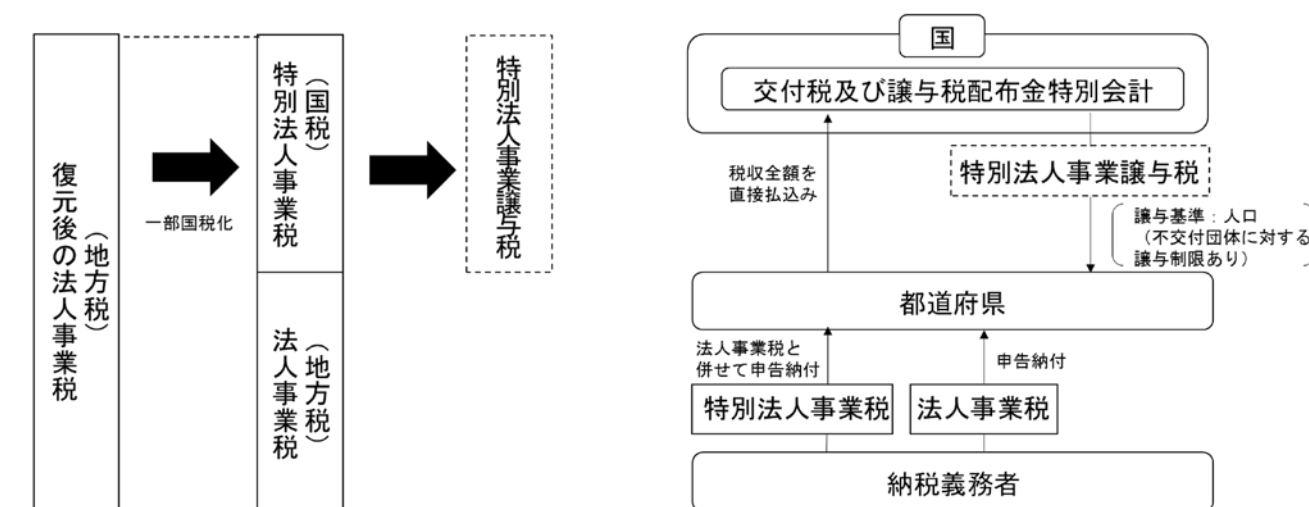 復元後の法人事業税
（地方税）
一部国税化
特別法人事業税
（国税）
法人事業税
（地方税）
特別法人事業譲与税
国
交付税及び譲与税配布金特別会計
税収全額を
直接払込み
特別法人事業譲与税
譲与基準：人口
（不交付団体に対する
譲与制限あり）
都道府県
法人事業税と
併せて申告納付
申告納付
特別法人事業税
法人事業税
納税義務者